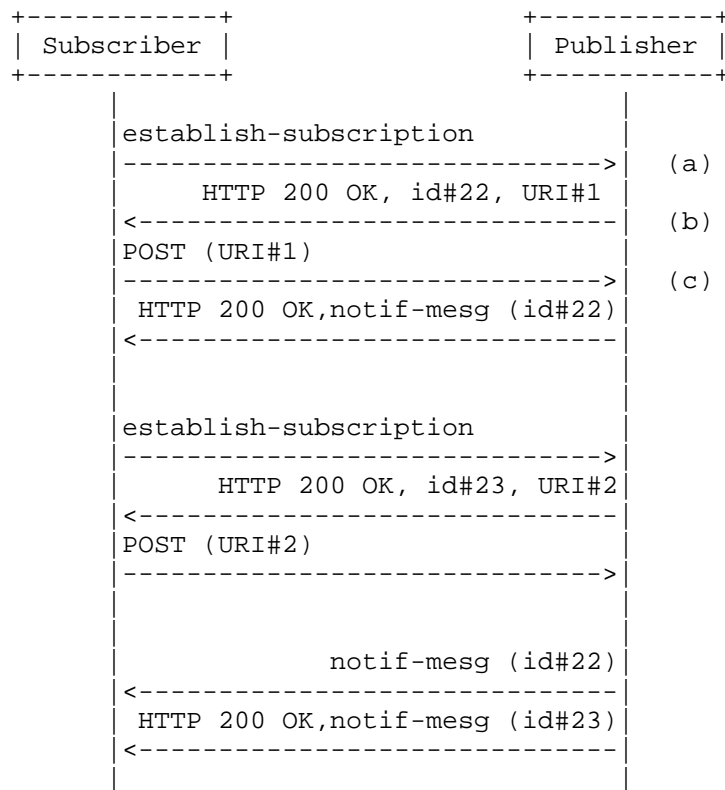 Subscriber Publisher
establish-subscription
(a)
HTTP 200 OK, id#22, URI#1
(b)
POST (URI#1)
(c)
HTTP 200 OK,notif-mesg (id#22)
establish-subscription
HTTP 200 OK, id#23, URI#2
POST (URI#2)
notif-mesg (id#22)
HTTP 200 OK,notif-mesg (id#23)